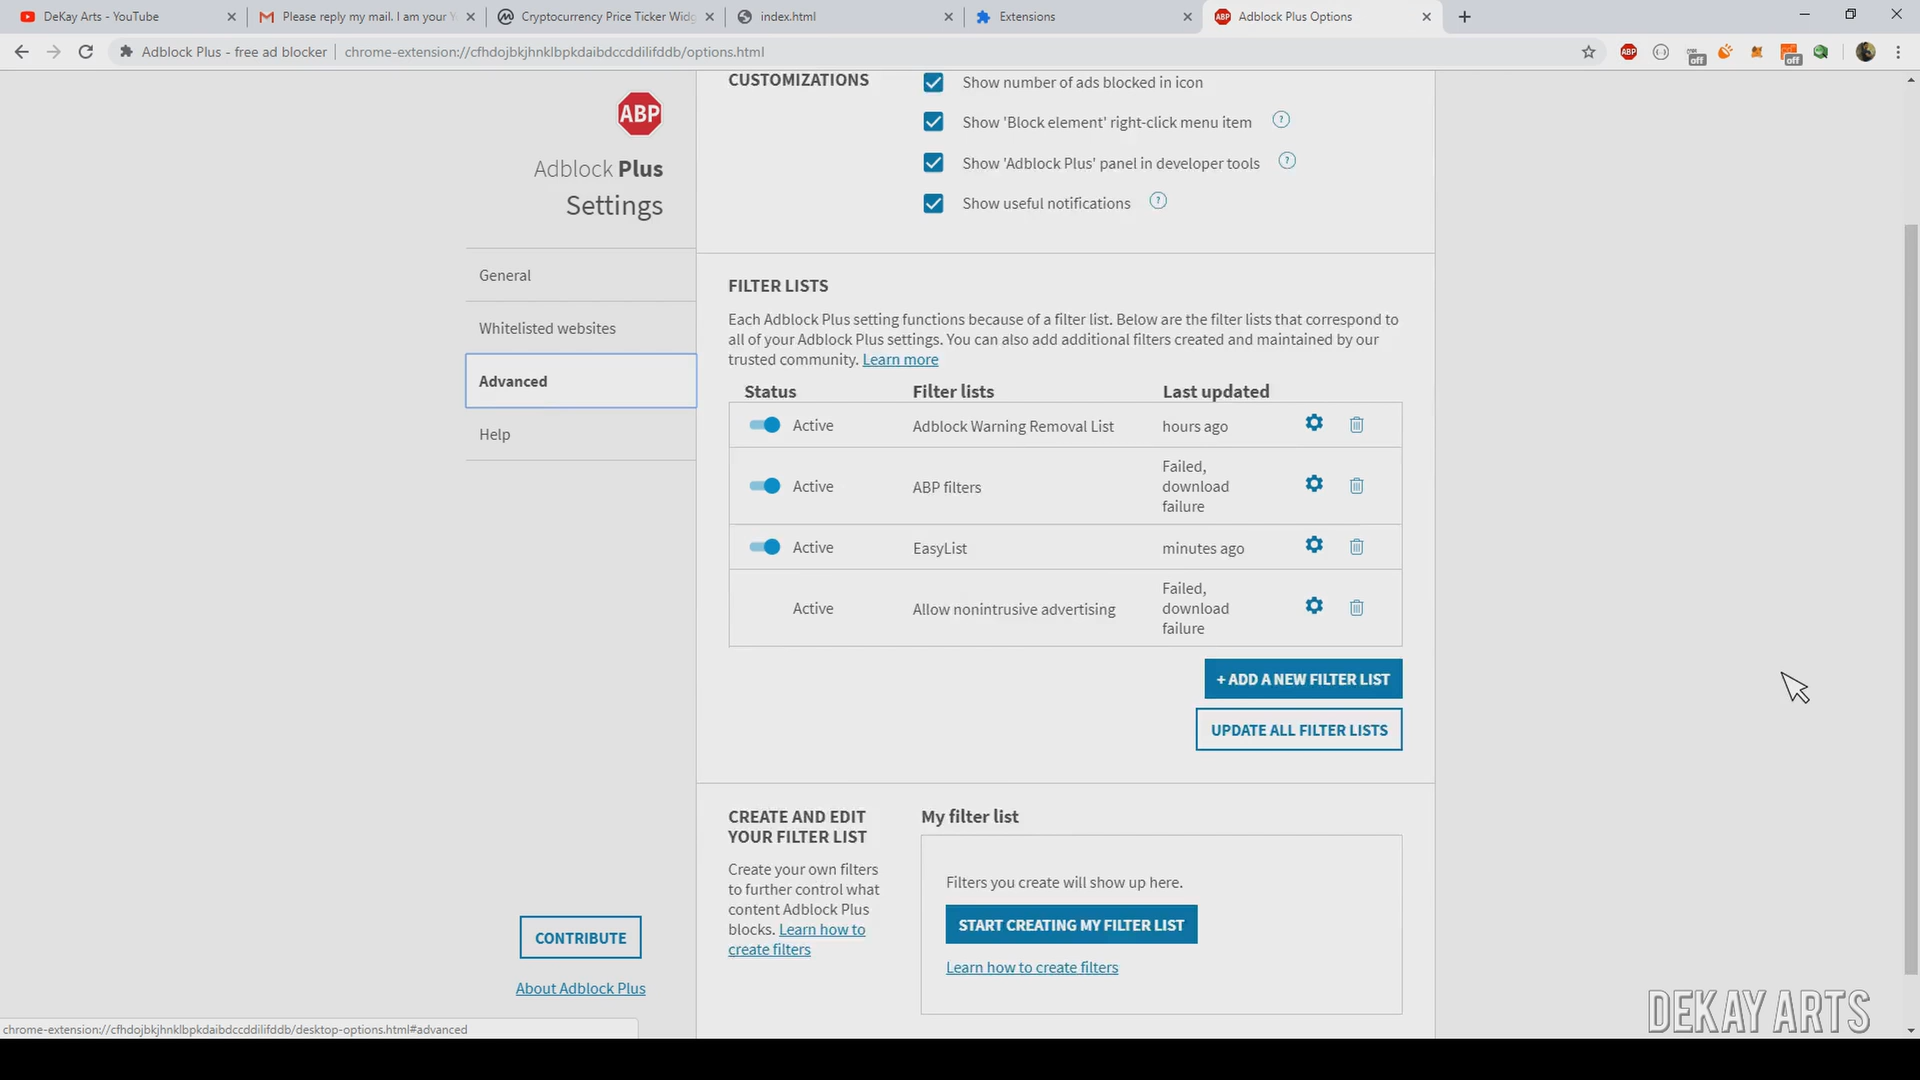 DeKay Arts - YouTube
Please reply my mail. I am your Y
Cryptocurrency Price Ticker Widg
index.html
Extensions
ABP
Adblock Plus Options
Adblock Plus - free ad blocker
chrome-extension://cfhdojbkjhnklbpkdaibdccddilifddb/options.html
ABP
off
off
ABP
Adblock Plus
Settings
General
Whitelisted websites
Advanced
Help
CONTRIBUTE
About Adblock Plus
CUSTOMIZATIONS
Show number of ads blocked in icon
Show 'Block element' right-click menu item ?
Show 'Adblock Plus' panel in developer tools ?
Show useful notifications ?
FILTER LISTS
Each Adblock Plus setting functions because of a filter list. Below are the filter lists that correspond to
all of your Adblock Plus settings. You can also add additional filters created and maintained by our
trusted community. Learn more
Status Filter lists Last updated
Active Adblock Warning Removal List hours ago
Active ABP filters Failed,
download
failure
Active EasyList minutes ago
Active Allow nonintrusive advertising Failed,
download
failure
+ ADD A NEW FILTER LIST
UPDATE ALL FILTER LISTS
CREATE AND EDIT
YOUR FILTER LIST
Create your own filters
to further control what
content Adblock Plus
blocks. Learn how to
create filters
My filter list
Filters you create will show up here.
START CREATING MY FILTER LIST
Learn how to create filters
chrome-extension://cfhdojbkjhnklbpkdaibdccddilifddb/desktop-options.html#advanced
DEKAY ARTS